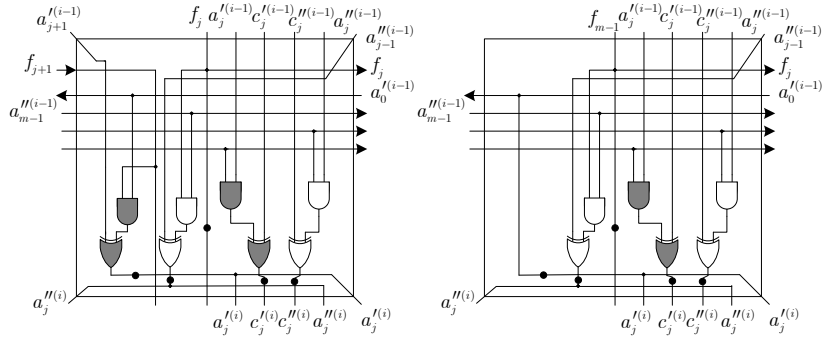 a'^{(i-1)}_{j+1} f_j a'^{(i-1)}_j c'^{(i-1)}_j c''^{(i-1)}_j a''^{(i-1)}_j
a''^{(i-1)}_{j-1}
f_{j+1} f_j
a''^{(i-1)}_{m-1} a'^{(i-1)}_0
a''^{(i)}_j a'^{(i)}_j c'^{(i)}_j c''^{(i)}_j a''^{(i)}_j a'^{(i)}_j
f_{m-1} a'^{(i-1)}_j c'^{(i-1)}_j c''^{(i-1)}_j a''^{(i-1)}_j
a''^{(i-1)}_{j-1}
f_j
a''^{(i-1)}_{m-1} a'^{(i-1)}_0
a''^{(i)}_j a'^{(i)}_j c'^{(i)}_j c''^{(i)}_j a''^{(i)}_j a'^{(i)}_j